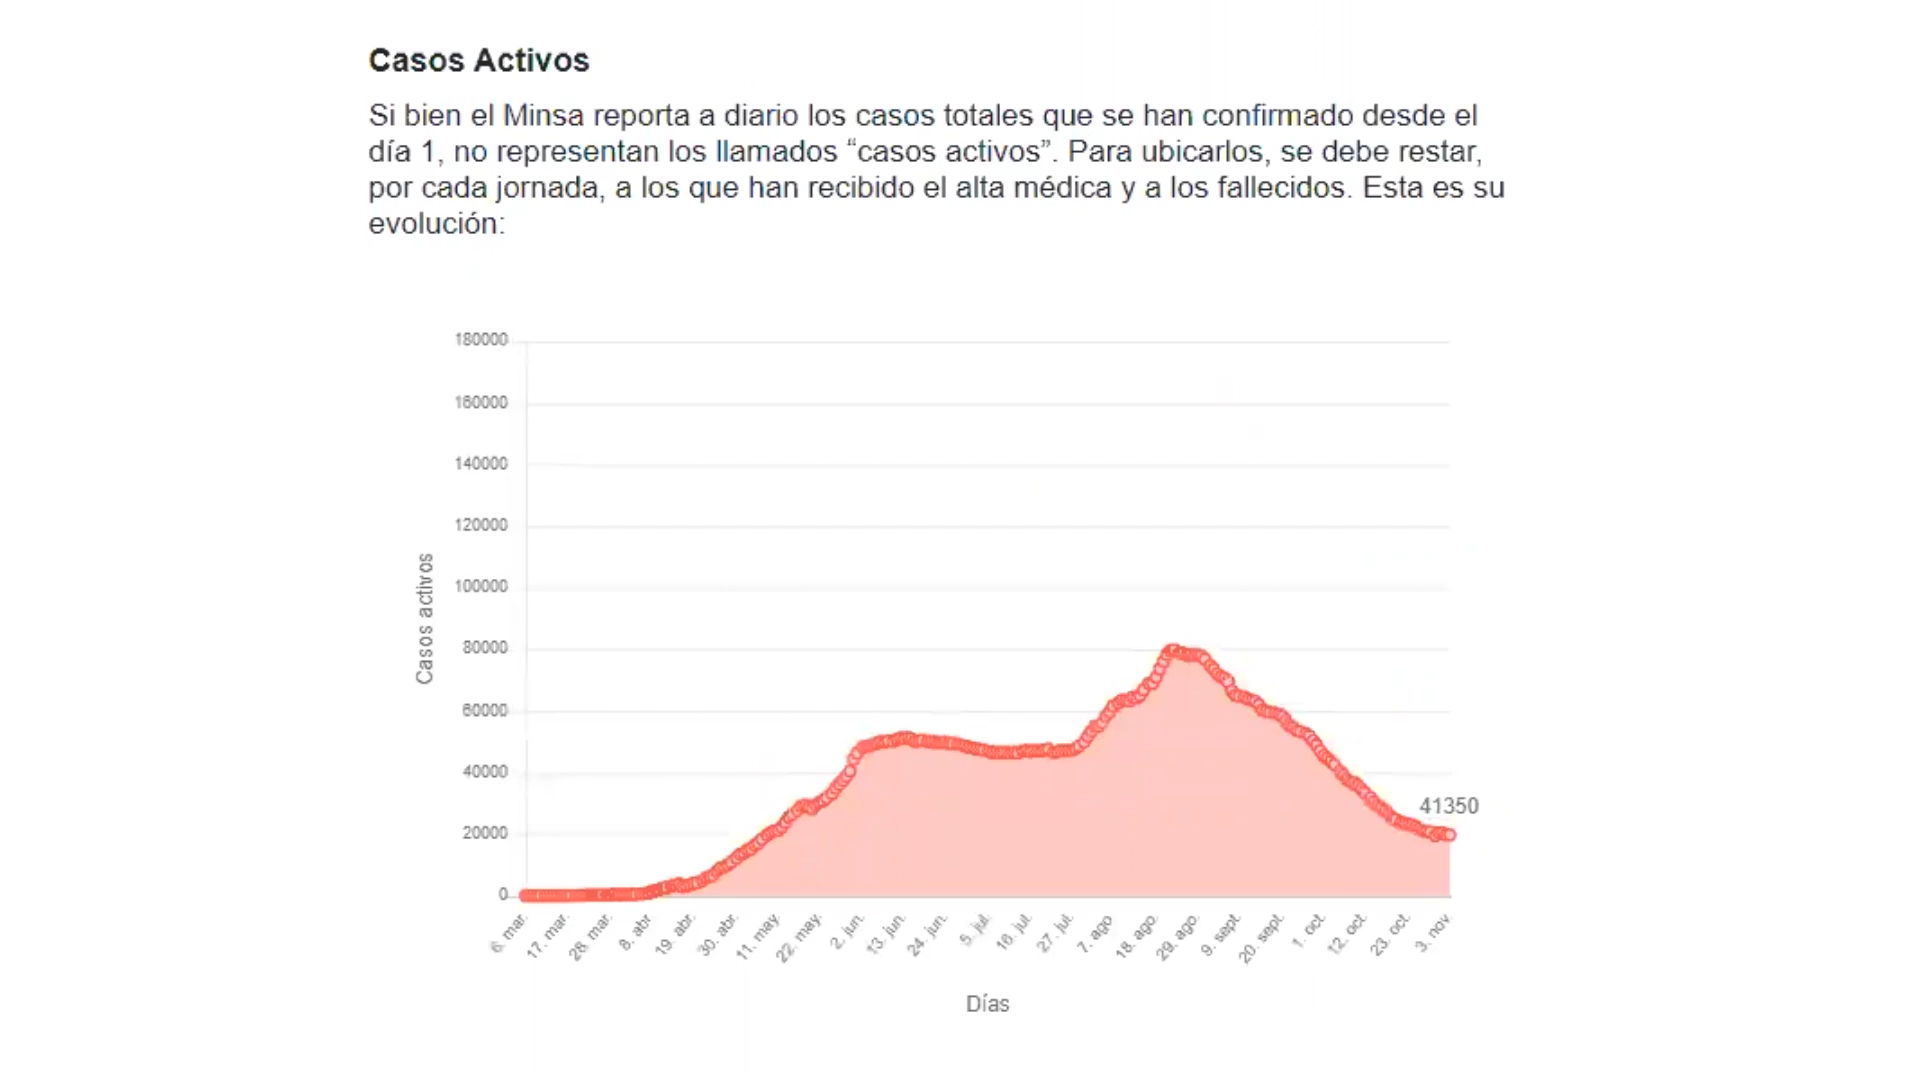 Casos Activos
Si bien el Minsa reporta a diario los casos totales que se han confirmado desde el
día 1, no representan los llamados “casos activos”. Para ubicarlos, se debe restar,
por cada jornada, a los que han recibido el alta médica y a los fallecidos. Esta es su
evolución:
180000
160000
140000
120000
100000
80000
60000
40000
20000
0
Casos activos
41350
6. mar.
17. mar.
28. mar.
8. abr.
19. abr.
30. abr.
11. may.
22. may.
2. jun.
13. jun.
24. jun.
5. jul.
16. jul.
27. jul.
7. ago.
18. ago.
29. ago.
9. sept.
20. sept.
1. oct.
12. oct.
23. oct.
3. nov.
Días